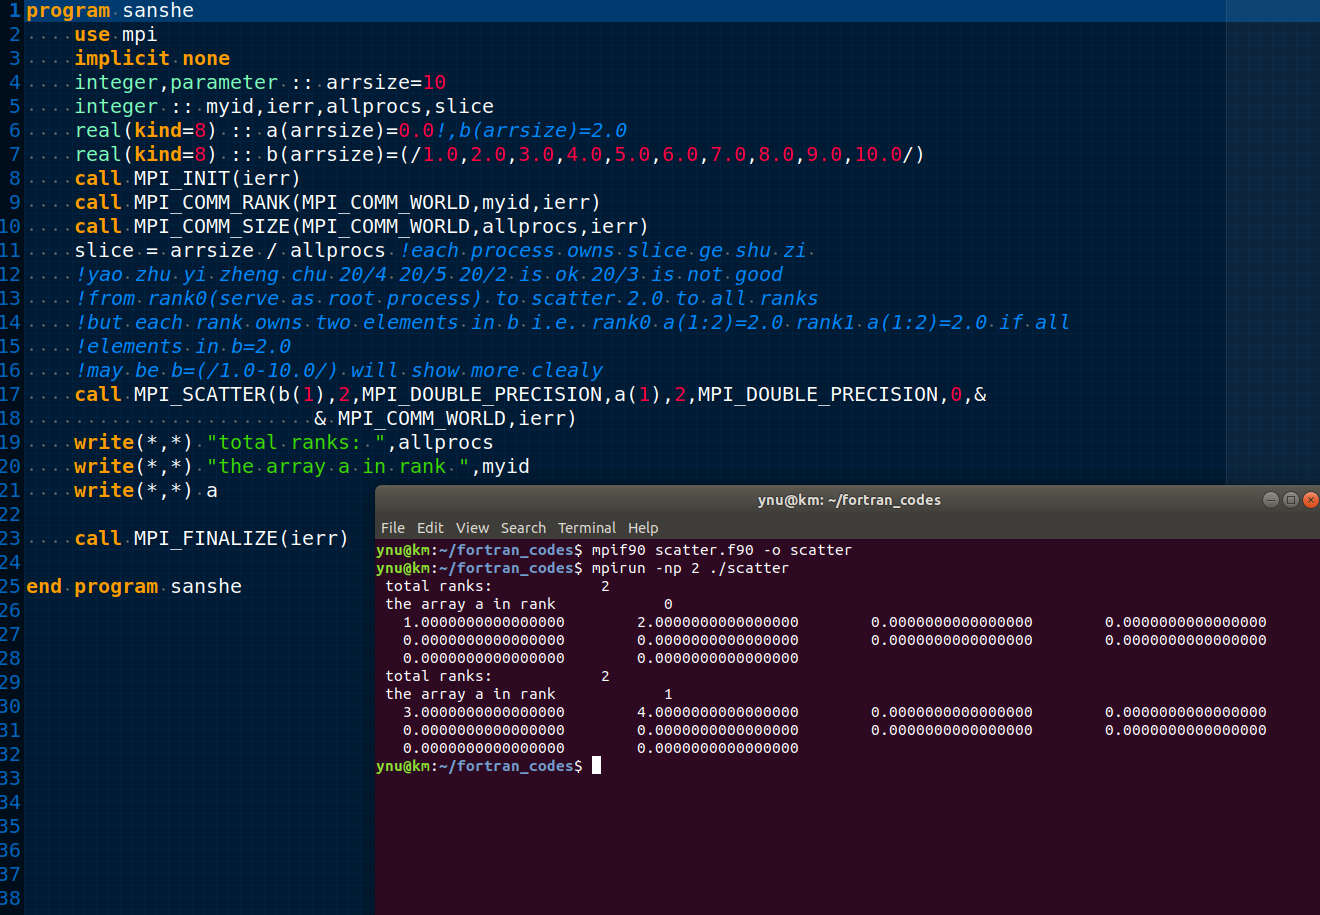 1 program sanshe
2 use mpi
3 implicit none
4 integer,parameter :: arrsize=10
5 integer :: myid,ierr,allprocs,slice
6 real(kind=8) :: a(arrsize)=0.0!,b(arrsize)=2.0
7 real(kind=8) :: b(arrsize)=(/1.0,2.0,3.0,4.0,5.0,6.0,7.0,8.0,9.0,10.0/)
8 call MPI_INIT(ierr)
9 call MPI_COMM_RANK(MPI_COMM_WORLD,myid,ierr)
10 call MPI_COMM_SIZE(MPI_COMM_WORLD,allprocs,ierr)
11 slice = arrsize / allprocs !each process owns slice ge shu zi
12 !yao zhu yi zheng chu 20/4 20/5 20/2 is ok 20/3 is not good
13 !from rank0(serve as root process) to scatter 2.0 to all ranks
14 !but each rank owns two elements in b i.e. rank0 a(1:2)=2.0 rank1 a(1:2)=2.0 if all
15 !elements in b=2.0
16 !may be b=(/1.0-10.0/) will show more clealy
17 call MPI_SCATTER(b(1),2,MPI_DOUBLE_PRECISION,a(1),2,MPI_DOUBLE_PRECISION,0,&
18 & MPI_COMM_WORLD,ierr)
19 write(*,*) "total ranks: ",allprocs
20 write(*,*) "the array a in rank ",myid
21 write(*,*) a
22
23 call MPI_FINALIZE(ierr)
24
25 end program sanshe
26
27
28
29
30
31
32
33
34
35
36
37
38
ynu@km: ~/fortran_codes
File Edit View Search Terminal Help
ynu@km:~/fortran_codes$ mpif90 scatter.f90 -o scatter
ynu@km:~/fortran_codes$ mpirun -np 2 ./scatter
total ranks: 2
the array a in rank 0
1.0000000000000000 2.0000000000000000 0.0000000000000000 0.0000000000000000
0.0000000000000000 0.0000000000000000 0.0000000000000000 0.0000000000000000
0.0000000000000000 0.0000000000000000
total ranks: 2
the array a in rank 1
3.0000000000000000 4.0000000000000000 0.0000000000000000 0.0000000000000000
0.0000000000000000 0.0000000000000000 0.0000000000000000 0.0000000000000000
0.0000000000000000 0.0000000000000000
ynu@km:~/fortran_codes$